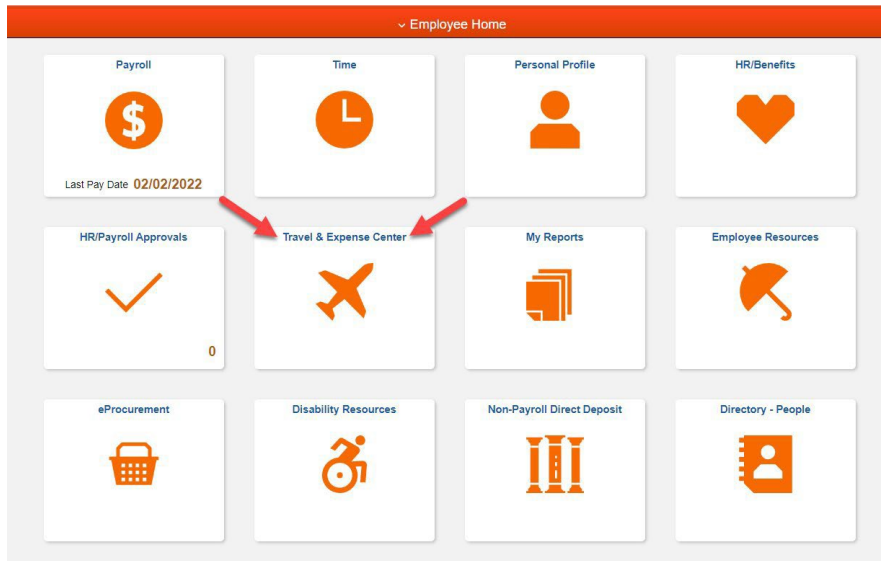 Employee Home
Payroll
Time
Personal Profile
HR/Benefits
$
Last Pay Date 02/02/2022
HR/Payroll Approvals
Travel & Expense Center
My Reports
Employee Resources
0
eProcurement
Disability Resources
Non-Payroll Direct Deposit
Directory - People